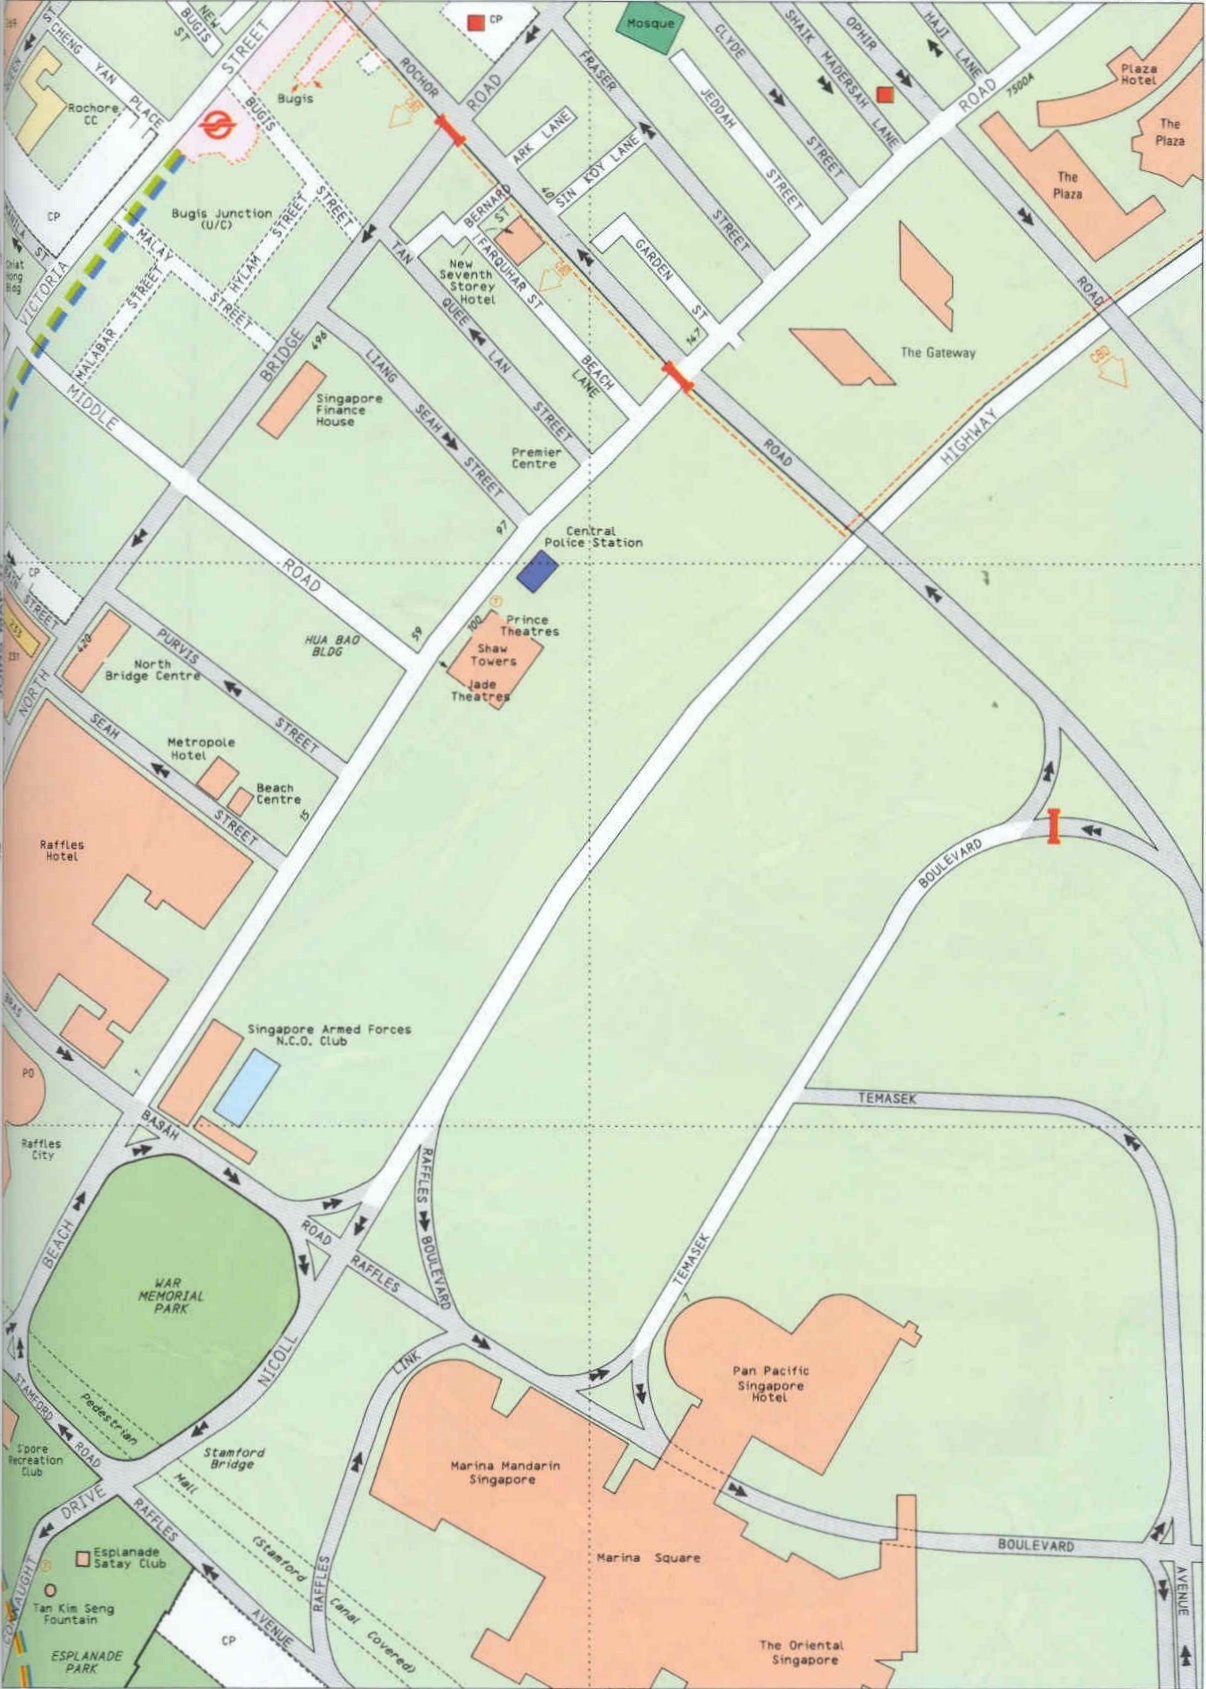 CHENG YAN PLACE
NEW
BUGIS
ST
STREET
CP
Mosque
CLYDE STREET
SHAIK MADERSAH LANE
OPHIR
HAJI LANE
ROAD
7500A
Plaza
Hotel
The
Plaza
The
Plaza
Rochore
CC
BUGIS
Bugis
ROCHOR
ROAD
FRASER
JEDDAH STREET
CBD
ARK LANE
SIN KOY LANE
40
CP
Bugis Junction
(U/C)
STREET
BERNARD
ST
STREET
MANILA
ST
VICTORIA
MALAY
STREET
HYLAM STREET
MALABAR STREET
TAN
QUEE
LAN
STREET
New
Seventh
Storey
Hotel
FARQUHAR ST
CBD
GARDEN
ST
147
ROAD
The Gateway
CBD
BEACH
LANE
BRIDGE
496
LIANG
SEAH
STREET
MIDDLE
Singapore
Finance
House
Premier
Centre
ROAD
HIGHWAY
97
Central
Police Station
CP
STREET
ROAD
233
231
420
PURVIS
STREET
North
Bridge Centre
HUA BAO
BLDG
59
100
Prince
Theatres
Shaw
Towers
Jade
Theatres
NORTH
SEAH
STREET
Metropole
Hotel
Beach
Centre
15
Raffles
Hotel
BOULEVARD
BRAS
BASAH
Singapore Armed Forces
N.C.O. Club
PO
TEMASEK
Raffles
City
RAFFLES BOULEVARD
BEACH
ROAD
RAFFLES
TEMASEK
WAR
MEMORIAL
PARK
7
NICOLL
LINK
Pan Pacific
Singapore
Hotel
STAMFORD
ROAD
Pedestrian
Mall
S'pore
Recreation
Club
Stamford
Bridge
Marina Mandarin
Singapore
DRIVE
RAFFLES
(Stamford
Canal Covered)
Esplanade
Satay Club
Marina Square
BOULEVARD
RAFFLES
AVENUE
AVENUE
Tan Kim Seng
Fountain
CONNAUGHT
CP
ESPLANADE
PARK
The Oriental
Singapore